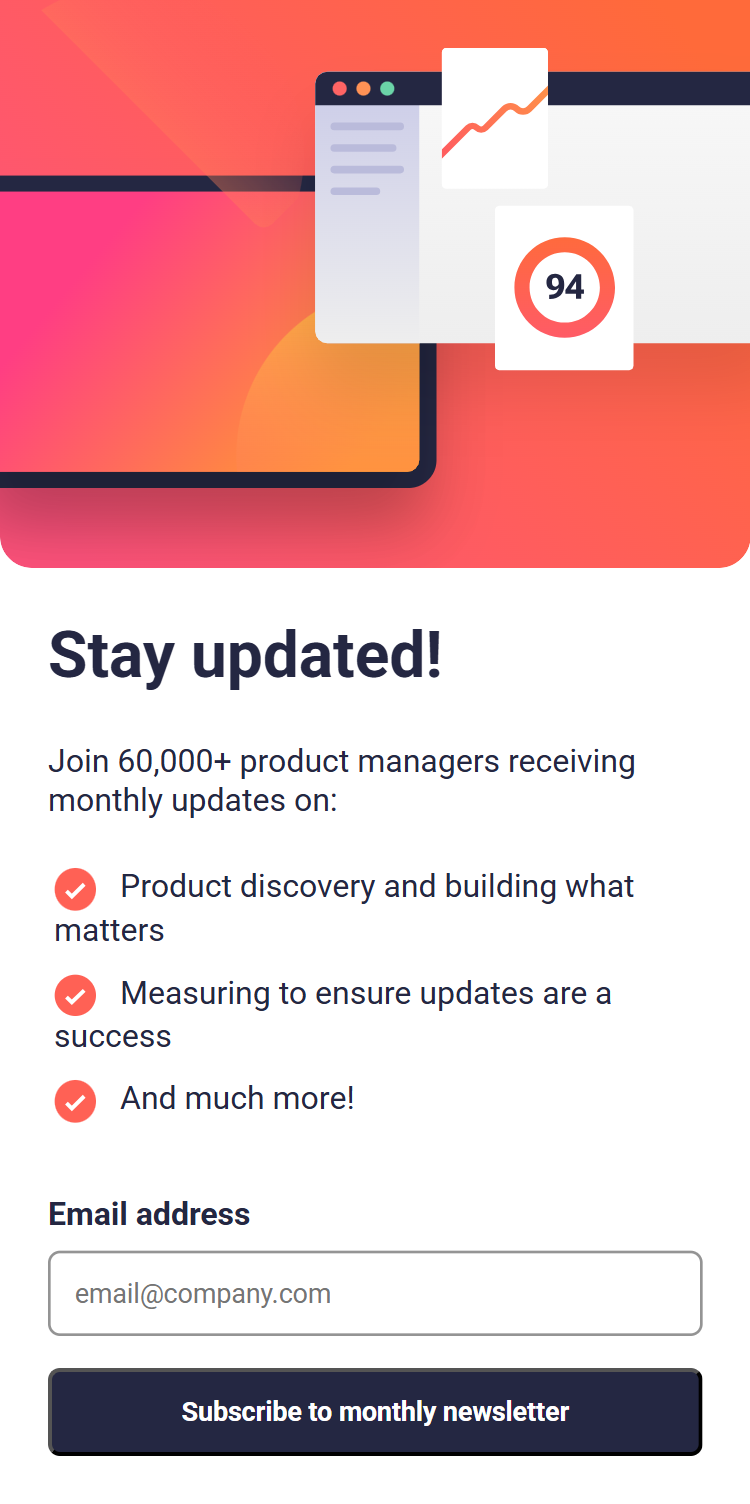 94
Stay updated!
Join 60,000+ product managers receiving
monthly updates on:
Product discovery and building what
matters
Measuring to ensure updates are a
success
And much more!
Email address
email@company.com
Subscribe to monthly newsletter